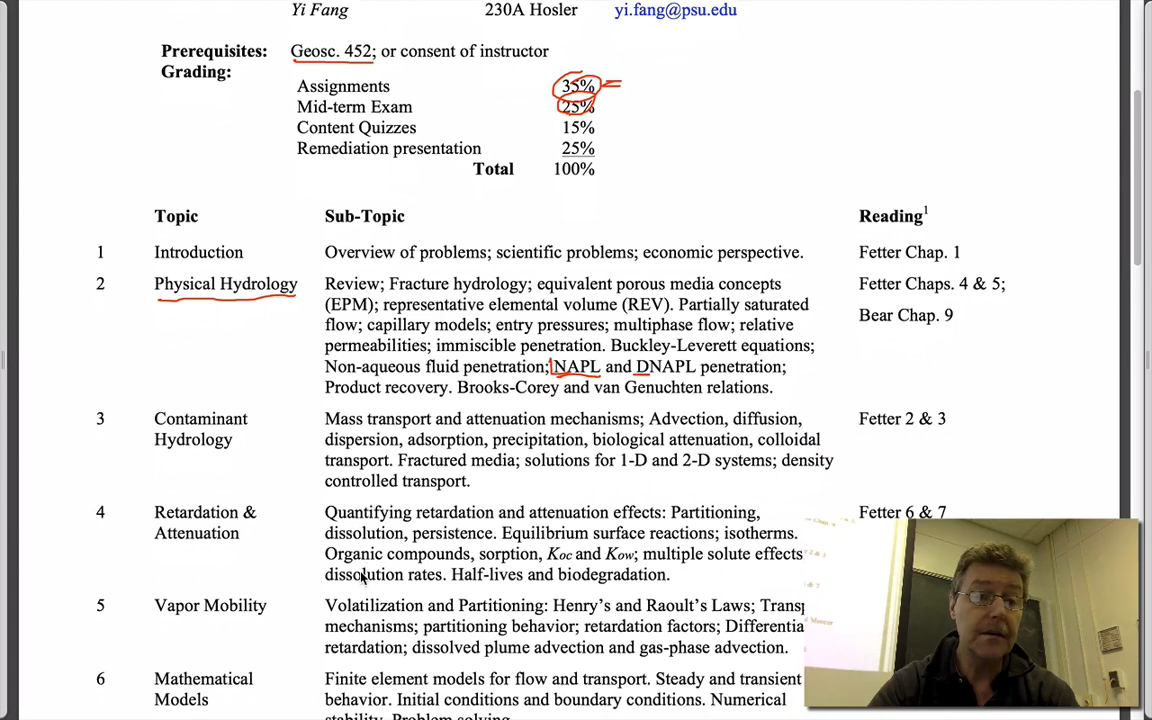 Yi Fang 230A Hosler yi.fang@psu.edu
Prerequisites: Geosc. 452; or consent of instructor
Grading:
Assignments 35%
Mid-term Exam 25%
Content Quizzes 15%
Remediation presentation 25%
Total 100%
Topic Sub-Topic Reading1
1 Introduction Overview of problems; scientific problems; economic perspective. Fetter Chap. 1
2 Physical Hydrology Review; Fracture hydrology; equivalent porous media concepts Fetter Chaps. 4 & 5;
(EPM); representative elemental volume (REV). Partially saturated
Bear Chap. 9
flow; capillary models; entry pressures; multiphase flow; relative
permeabilities; immiscible penetration. Buckley-Leverett equations;
Non-aqueous fluid penetration; NAPL and DNAPL penetration;
Product recovery. Brooks-Corey and van Genuchten relations.
3 Contaminant Mass transport and attenuation mechanisms; Advection, diffusion, Fetter 2 & 3
Hydrology dispersion, adsorption, precipitation, biological attenuation, colloidal
transport. Fractured media; solutions for 1-D and 2-D systems; density
controlled transport.
4 Retardation & Quantifying retardation and attenuation effects: Partitioning, Fetter 6 & 7
Attenuation dissolution, persistence. Equilibrium surface reactions; isotherms.
Organic compounds, sorption, Koc and Kow; multiple solute effects
dissolution rates. Half-lives and biodegradation.
5 Vapor Mobility Volatilization and Partitioning: Henry's and Raoult's Laws; Transp
mechanisms; partitioning behavior; retardation factors; Differentia
retardation; dissolved plume advection and gas-phase advection.
6 Mathematical Finite element models for flow and transport. Steady and transient
Models behavior. Initial conditions and boundary conditions. Numerical
stability. Problem solving.